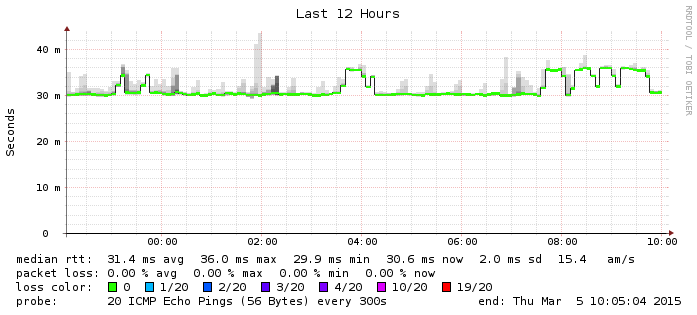 Last 12 Hours
RRDTOOL / TOBI OETIKER
Seconds
40 m
30 m
20 m
10 m
0
00:00 02:00 04:00 06:00 08:00 10:00
median rtt: 31.4 ms avg 36.0 ms max 29.9 ms min 30.6 ms now 2.0 ms sd 15.4 am/s
packet loss: 0.00 % avg 0.00 % max 0.00 % min 0.00 % now
loss color: 0 1/20 2/20 3/20 4/20 10/20 19/20
probe: 20 ICMP Echo Pings (56 Bytes) every 300s end: Thu Mar 5 10:05:04 2015